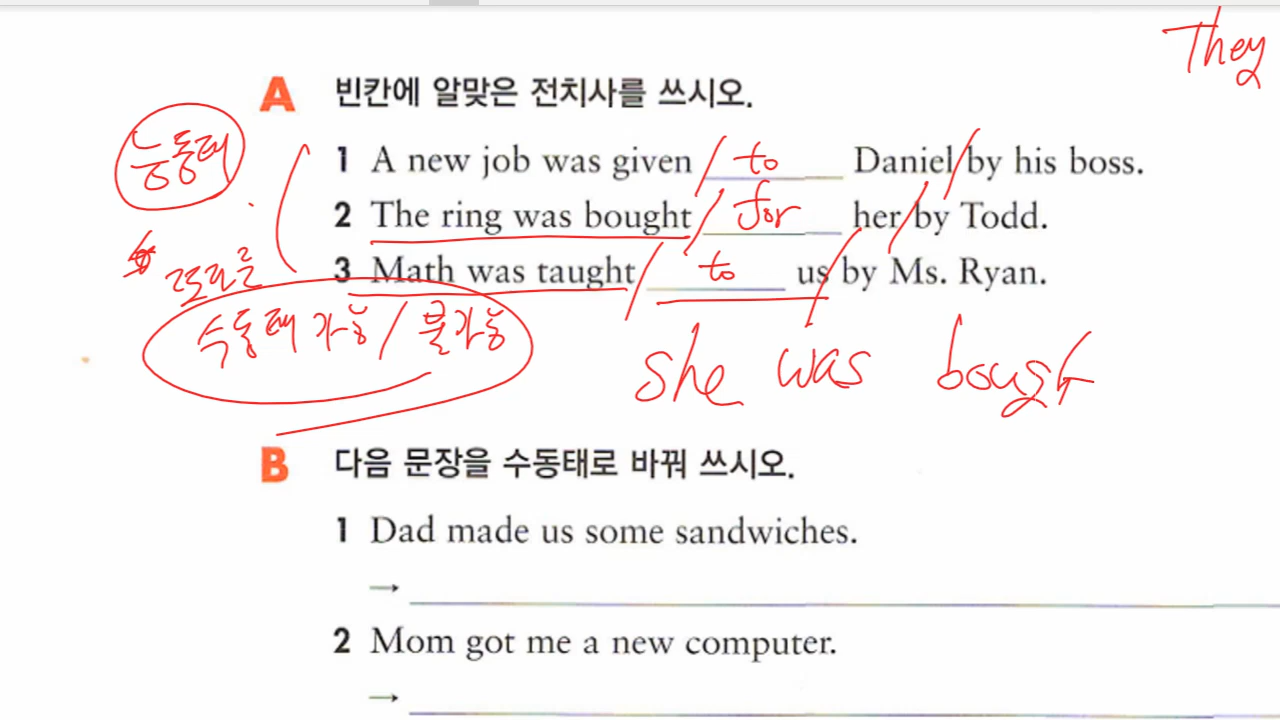 They
A 빈칸에 알맞은 전치사를 쓰시오.
능동태
1 A new job was given / to / Daniel / by his boss.
2 The ring was bought / for her / by Todd.
3 Math was taught / to us / by Ms. Ryan.
수동태 가능 / 불가능
she was bought
B 다음 문장을 수동태로 바꿔 쓰시오.
1 Dad made us some sandwiches.
→
2 Mom got me a new computer.
→